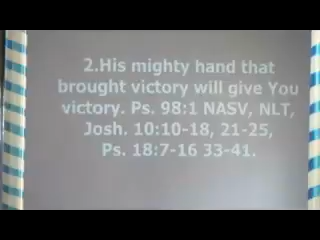 2.His mighty hand that
brought victory will give You
victory. Ps. 98:1 NASV, NLT,
Josh. 10:10-18, 21-25,
Ps. 18:7-16 33-41.